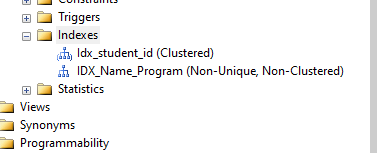 Constraints
Triggers
Indexes
Idx_student_id (Clustered)
IDX_Name_Program (Non-Unique, Non-Clustered)
Statistics
Views
Synonyms
Programmability